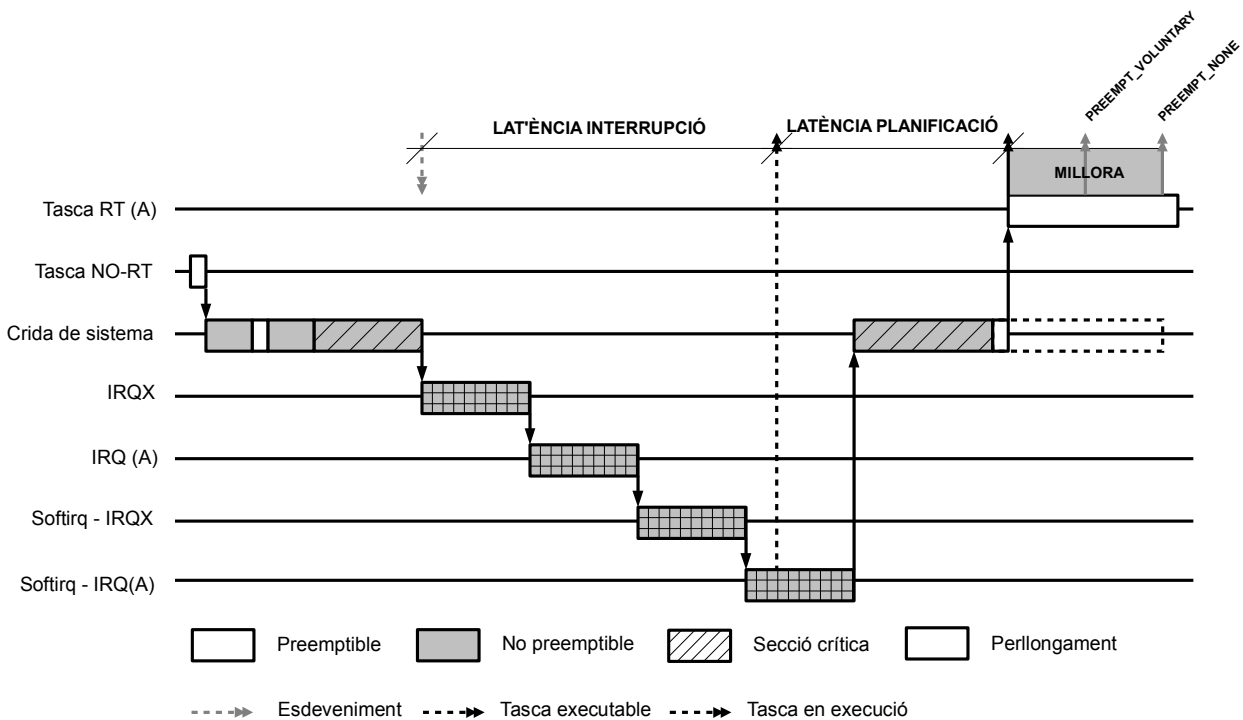 PREEMPT_VOLUNTARY
PREEMPT_NONE
LAT'ÈNCIA INTERRUPCIÓ
LATÈNCIA PLANIFICACIÓ
MILLORA
Tasca RT (A)
Tasca NO-RT
Crida de sistema
IRQX
IRQ (A)
Softirq - IRQX
Softirq - IRQ(A)
Preemptible
No preemptible
Secció crítica
Perllongament
Esdeveniment
Tasca executable
Tasca en execució